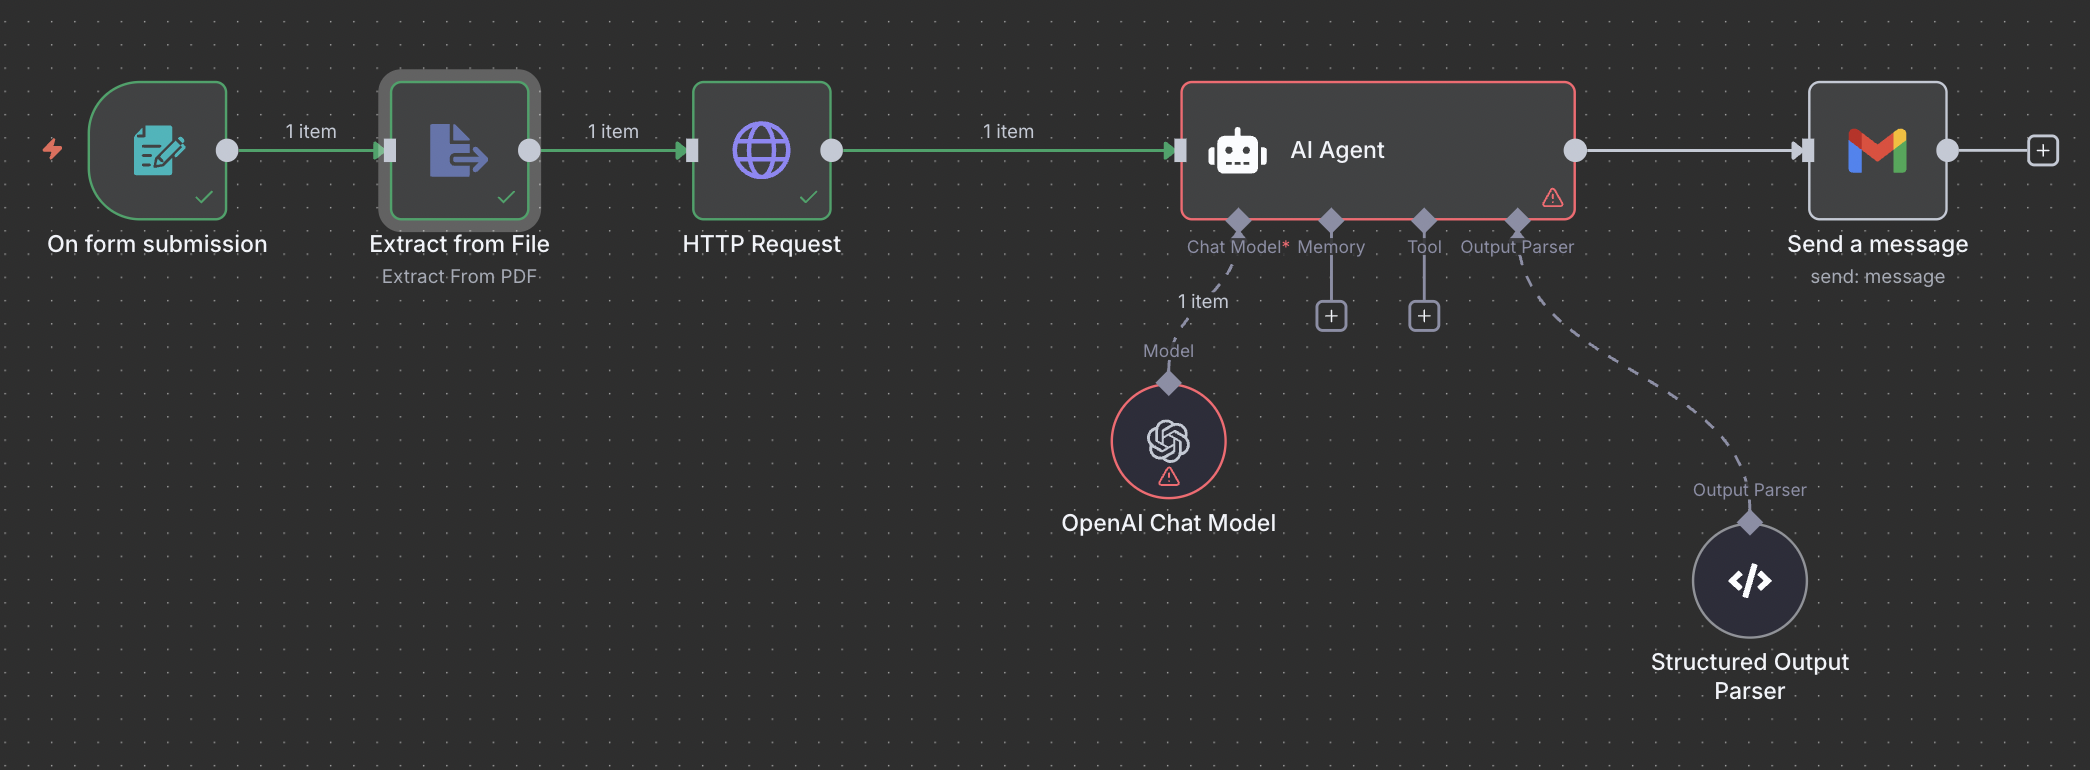 1 item
1 item
1 item
AI Agent
On form submission
Extract from File
Extract From PDF
HTTP Request
Chat Model*
Memory
Tool
Output Parser
Send a message
send: message
1 item
Model
OpenAI Chat Model
Output Parser
Structured Output
Parser